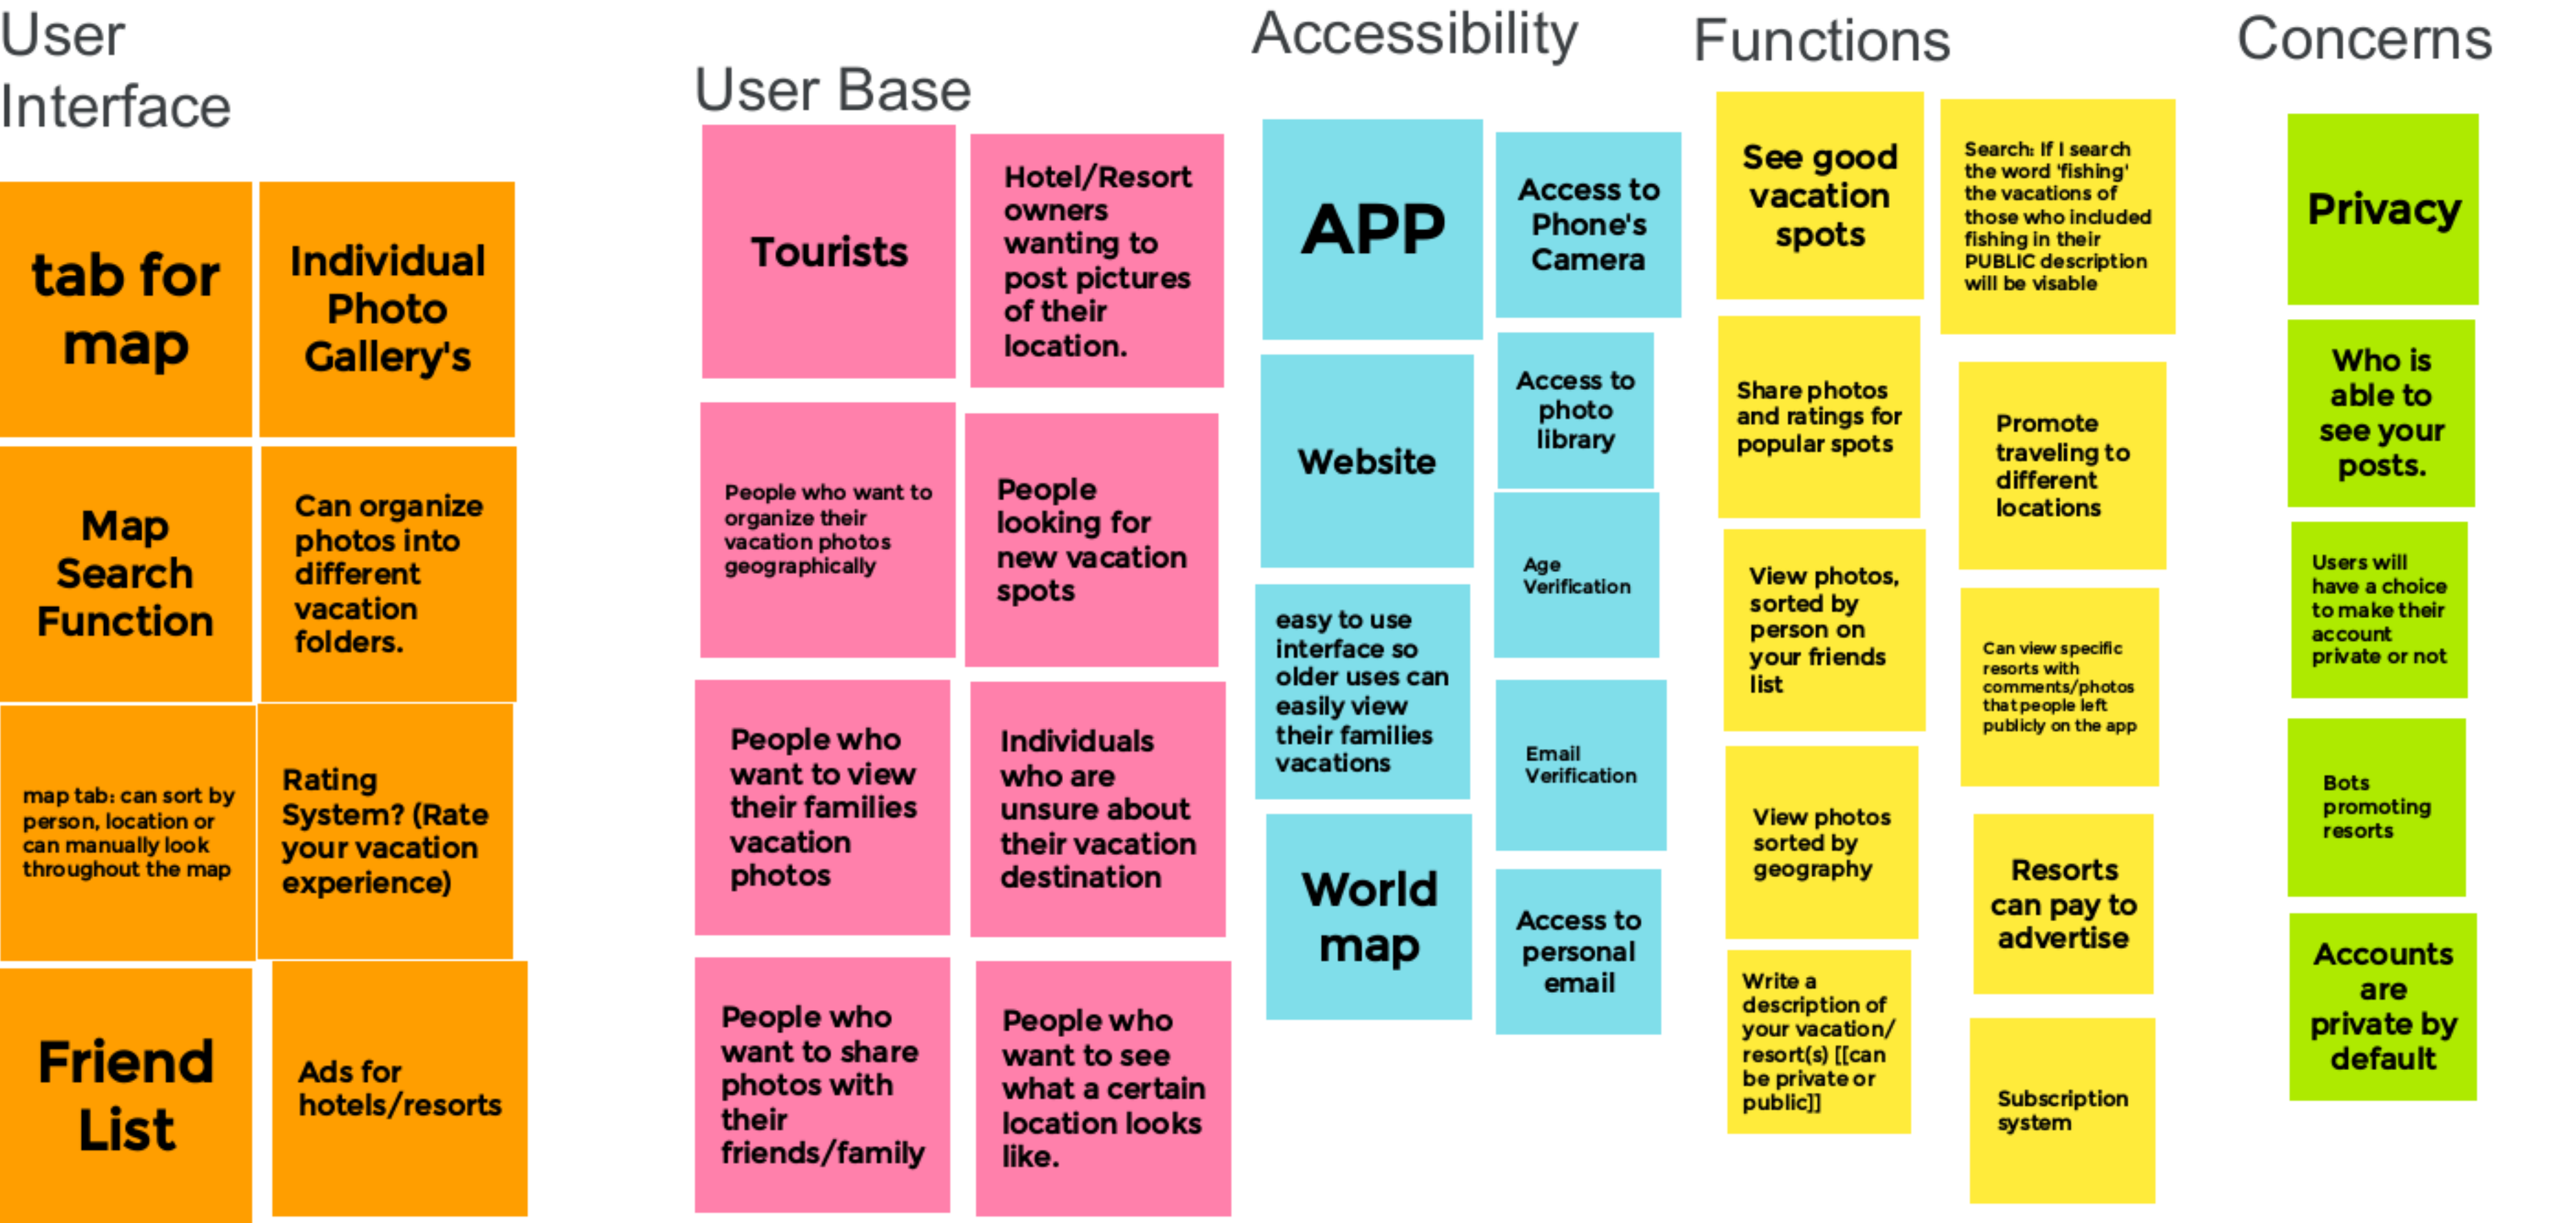 User
Interface
tab for
map
Individual
Photo
Gallery's
Map
Search
Function
Can organize
photos into
different
vacation
folders.
map tab: can sort by
person, location or
can manually look
throughout the map
Rating
System? (Rate
your vacation
experience)
Friend
List
Ads for
hotels/resorts
User Base
Tourists
Hotel/Resort
owners
wanting to
post pictures
of their
location.
People who want to
organize their
vacation photos
geographically
People
looking for
new vacation
spots
People who
want to view
their families
vacation
photos
Individuals
who are
unsure about
their vacation
destination
People who
want to share
photos with
their
friends/family
People who
want to see
what a certain
location looks
like.
Accessibility
APP
Access to
Phone's
Camera
Website
Access to
photo
library
Age
Verification
easy to use
interface so
older uses can
easily view
their families
vacations
Email
Verification
World
map
Access to
personal
email
Functions
See good
vacation
spots
Search: If I search
the word 'fishing'
the vacations of
those who included
fishing in their
PUBLIC description
will be visable
Share photos
and ratings for
popular spots
Promote
traveling to
different
locations
View photos,
sorted by
person on
your friends
list
Can view specific
resorts with
comments/photos
that people left
publicly on the app
View photos
sorted by
geography
Resorts
can pay to
advertise
Write a
description of
your vacation/
resort(s) [[can
be private or
public]]
Subscription
system
Concerns
Privacy
Who is
able to
see your
posts.
Users will
have a choice
to make their
account
private or not
Bots
promoting
resorts
Accounts
are
private by
default